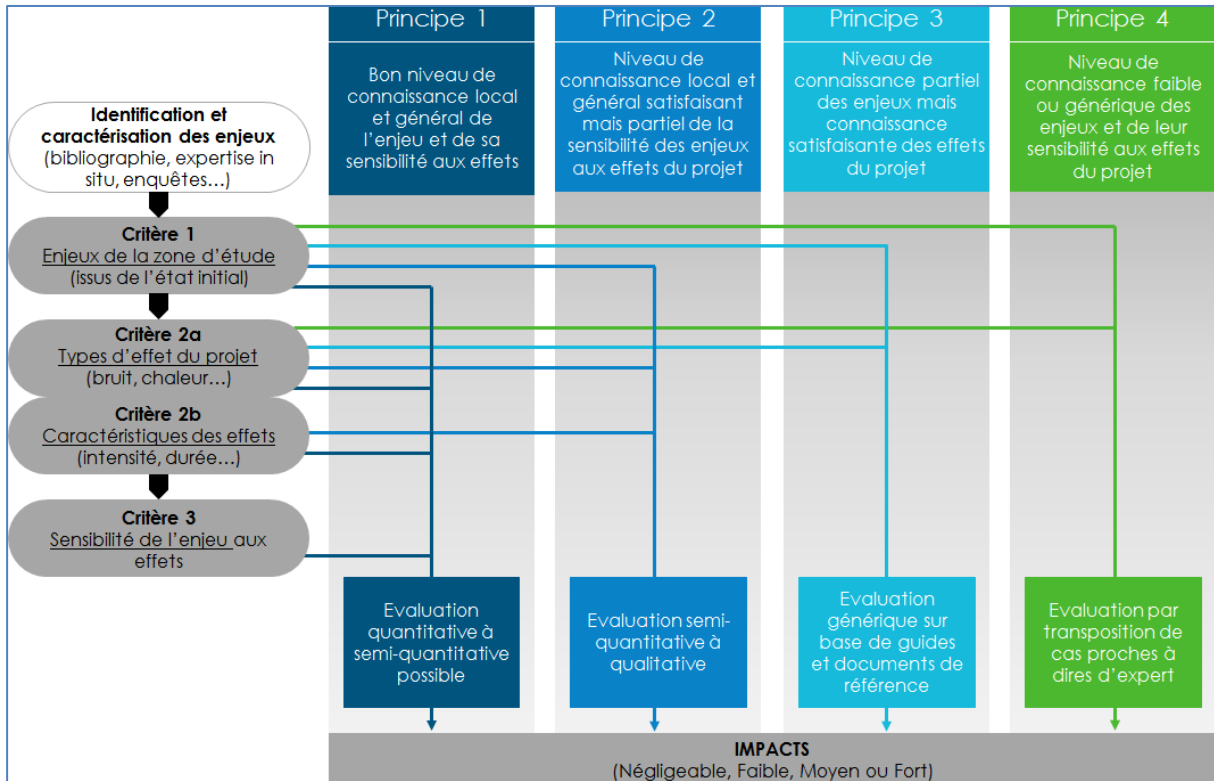 Principe 1
Principe 2
Principe 3
Principe 4
Bon niveau de
connaissance local
et général de
l'enjeu et de sa
sensibilité aux effets
Niveau de
connaissance local et
général satisfaisant
mais partiel de la
sensibilité des enjeux
aux effets du projet
Niveau de
connaissance partiel
des enjeux mais
connaissance
satisfaisante des effets
du projet
Niveau de
connaissance faible
ou générique des
enjeux et de leur
sensibilité aux effets
du projet
Identification et
caractérisation des enjeux
(bibliographie, expertise in
situ, enquêtes…)
Critère 1
Enjeux de la zone d'étude
(issus de l'état initial)
Critère 2a
Types d'effet du projet
(bruit, chaleur…)
Critère 2b
Caractéristiques des effets
(intensité, durée…)
Critère 3
Sensibilité de l'enjeu aux
effets
Evaluation
quantitative à
semi-quantitative
possible
Evaluation semi-
quantitative à
qualitative
Evaluation
générique sur
base de guides
et documents de
référence
Evaluation par
transposition de
cas proches à
dires d'expert
IMPACTS
(Négligeable, Faible, Moyen ou Fort)